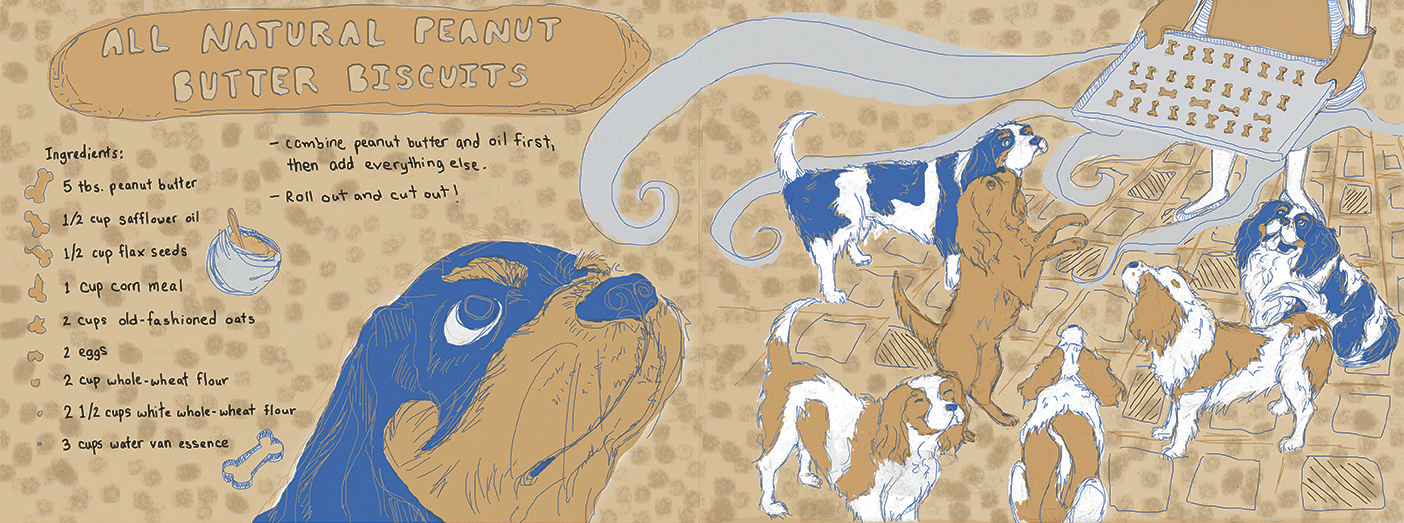 ALL NATURAL PEANUT
BUTTER BISCUITS
Ingredients:
5 tbs. peanut butter
1/2 cup safflower oil
1/2 cup flax seeds
1 cup corn meal
2 cups old-fashioned oats
2 eggs
2 cup whole-wheat flour
2 1/2 cups white whole-wheat flour
3 cups water van essence
- combine peanut butter and oil first,
then add everything else.
- Roll out and cut out!